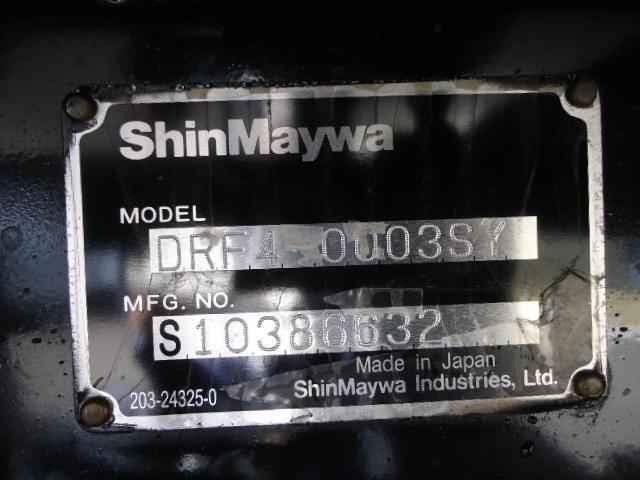 ShinMaywa
MODEL
DRF4 0003SY
MFG. NO.
S10386632
Made in Japan
203-24325-0
ShinMaywa Industries, Ltd.